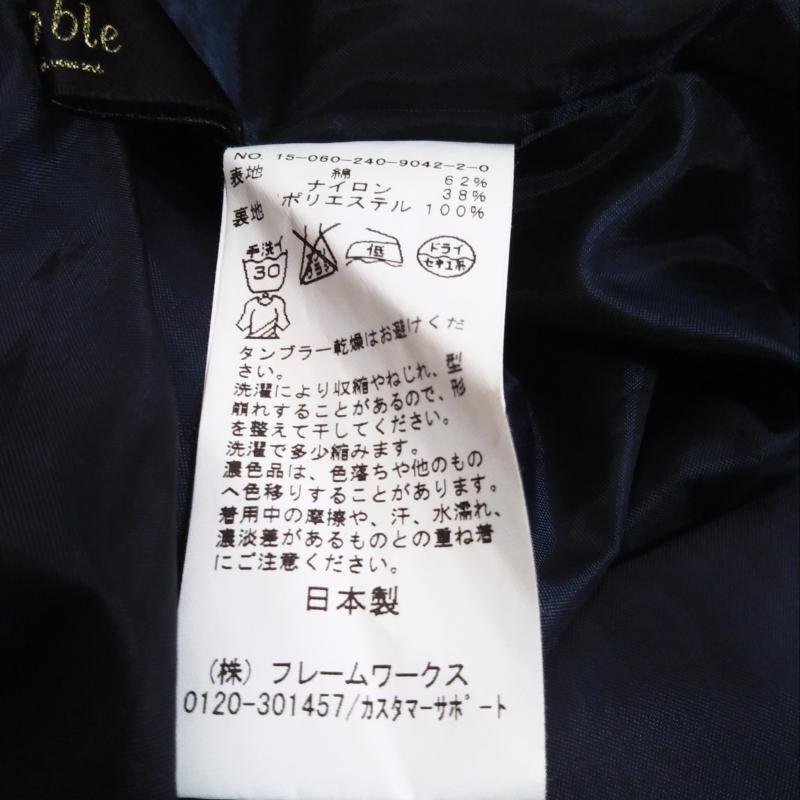 ble
NO. 15-060-240-9042-2-0
表地 綿 62%
ナイロン 38%
裏地 ポリエステル 100%
手洗イ
30
低
ドライ
セキユ系
タンブラー乾燥はお避けくだ
さい。
洗濯により収縮やねじれ、型
崩れすることがあるので、形
を整えて干してください。
洗濯で多少縮みます。
濃色品は、色落ちや他のもの
へ色移りすることがあります。
着用中の摩擦や、汗、水濡れ、
濃淡差があるものとの重ね着
にご注意ください。
日本製
(株) フレームワークス
0120-301457/カスタマーサポート